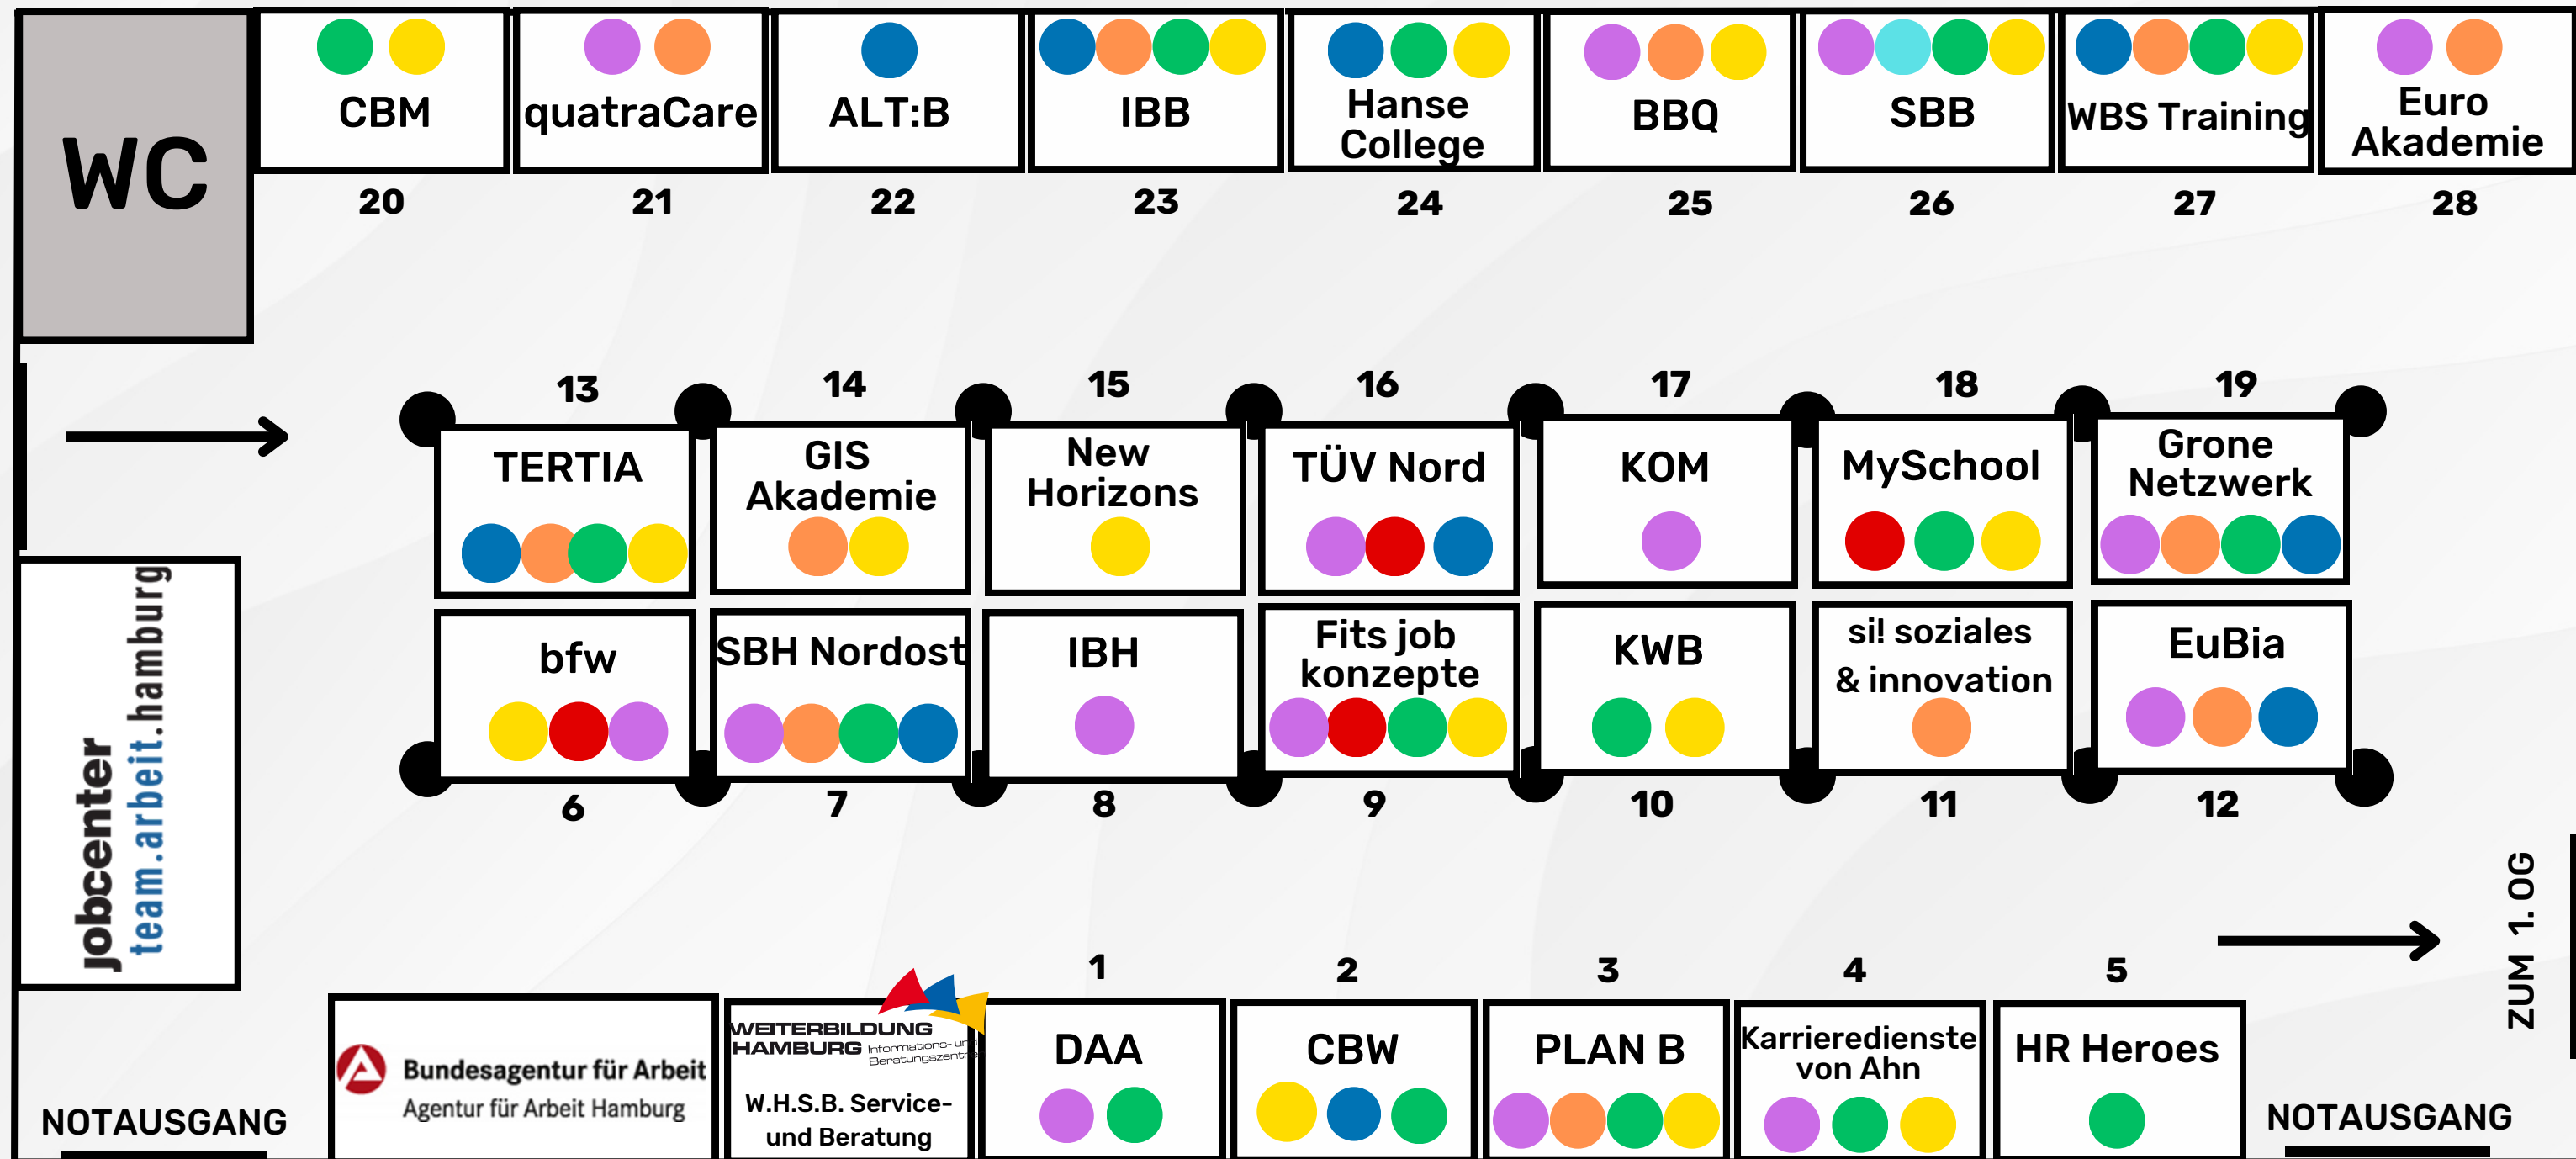 WC
CBM
quatraCare
ALT:B
IBB
Hanse
College
BBQ
SBB
WBS Training
Euro
Akademie
20
21
22
23
24
25
26
27
28
13
14
15
16
17
18
19
TERTIA
GIS
Akademie
New
Horizons
TÜV Nord
KOM
MySchool
Grone
Netzwerk
bfw
SBH Nordost
IBH
Fits job
konzepte
KWB
si! soziales
& innovation
EuBia
6
7
8
9
10
11
12
jobcenter
team.arbeit.hamburg
ZUM 1. OG
1
2
3
4
5
Bundesagentur für Arbeit
Agentur für Arbeit Hamburg
WEITERBILDUNG
HAMBURG Informations- und
Beratungszentre
W.H.S.B. Service-
und Beratung
DAA
CBW
PLAN B
Karrieredienste
von Ahn
HR Heroes
NOTAUSGANG
NOTAUSGANG